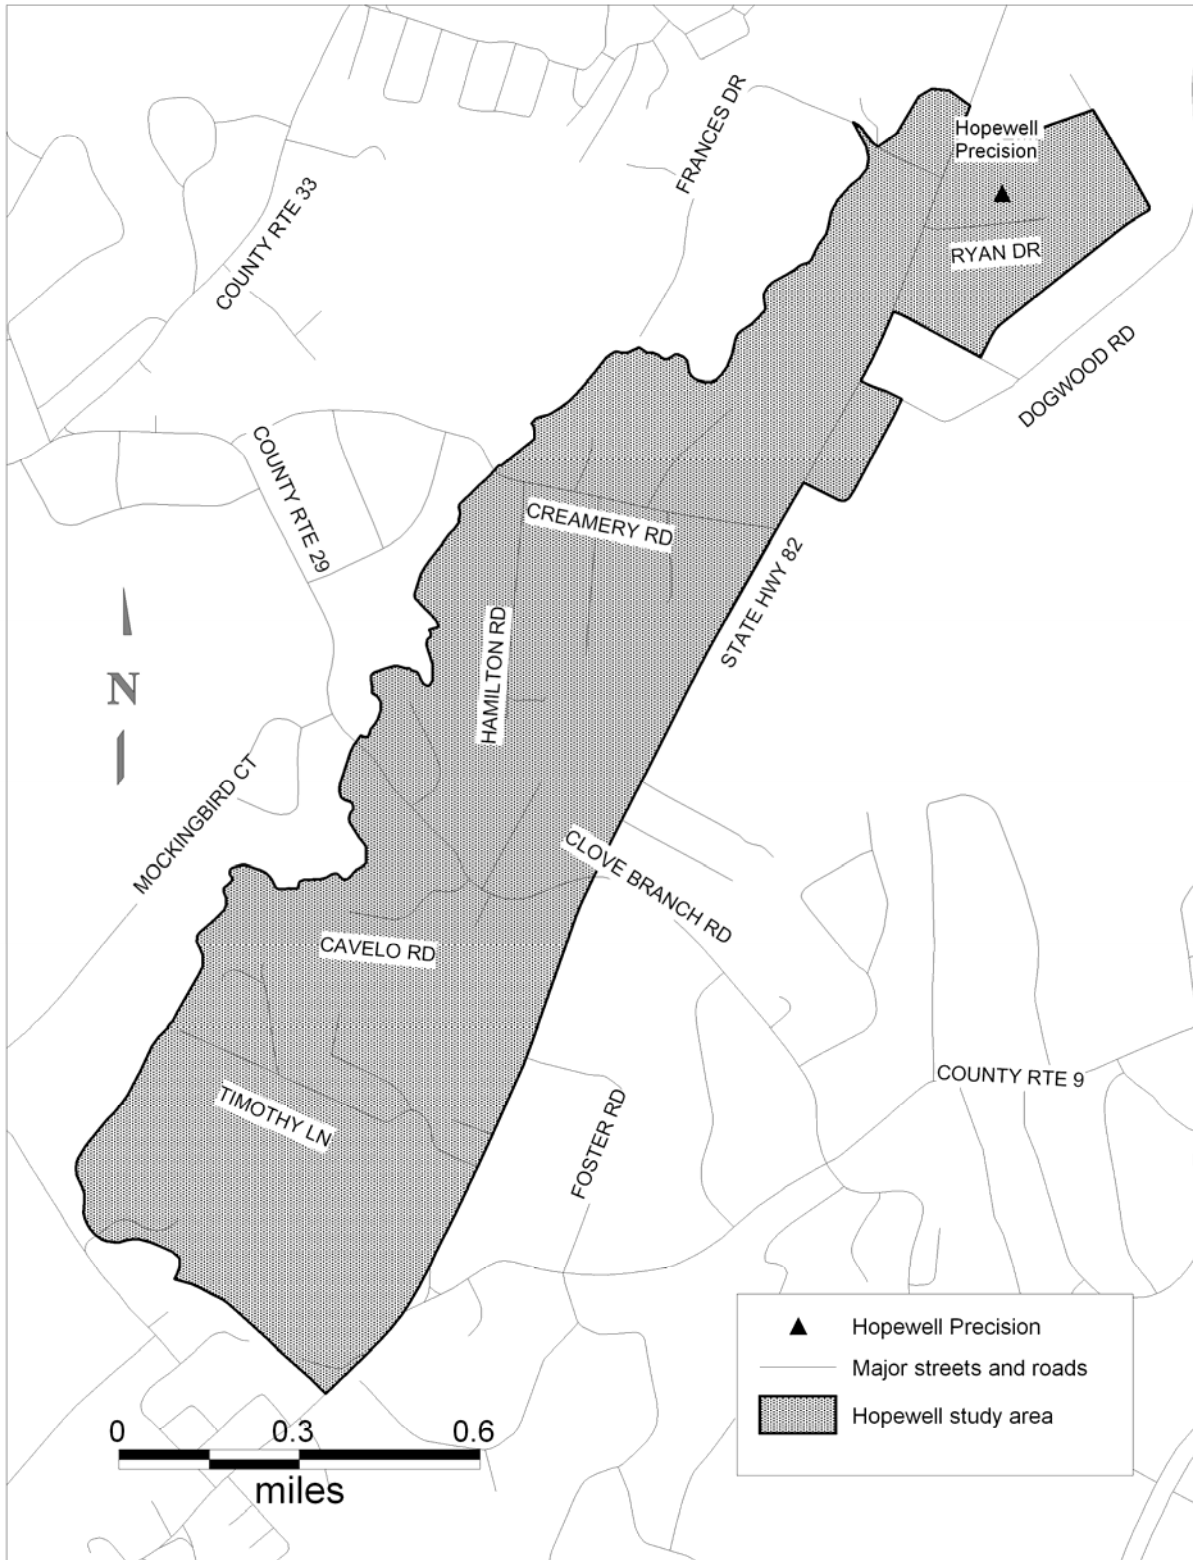 FRANCES DR
Hopewell
Precision
COUNTY RTE 33
RYAN DR
DOGWOOD RD
COUNTY RTE 29
CREAMERY RD
STATE HWY 82
HAMILTON RD
N
MOCKINGBIRD CT
CLOVE BRANCH RD
CAVELO RD
COUNTY RTE 9
TIMOTHY LN
FOSTER RD
Hopewell Precision
Major streets and roads
Hopewell study area
0 0.3 0.6
miles